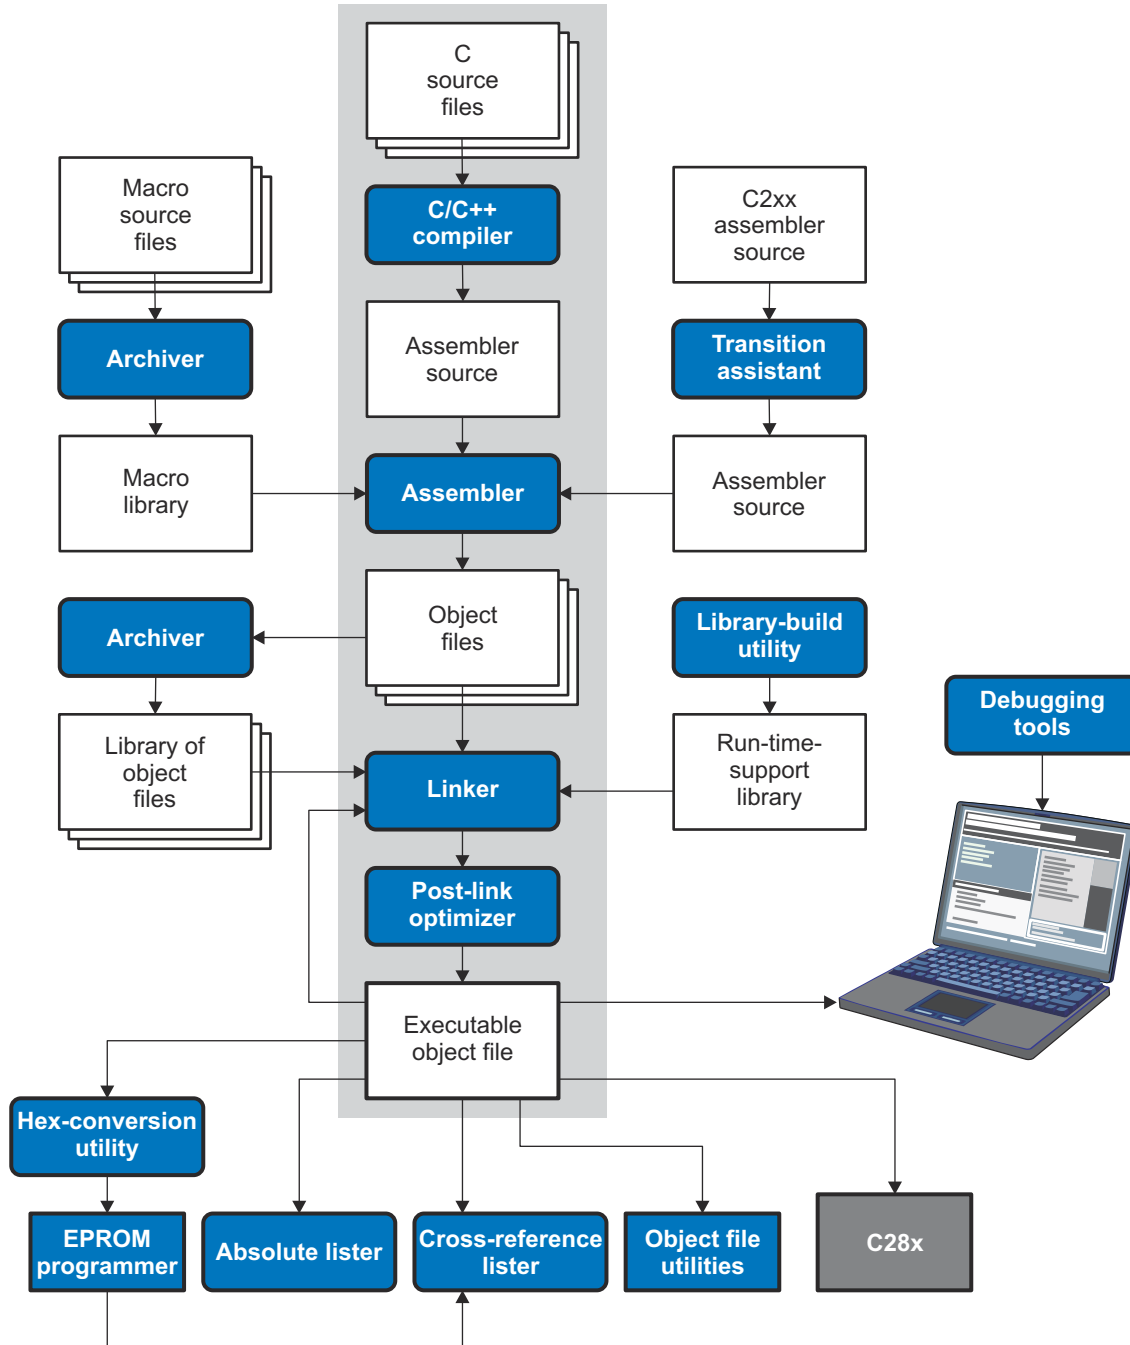 C
source
files
Macro
source
files
C/C++
compiler
C2xx
assembler
source
Archiver
Assembler
source
Transition
assistant
Macro
library
Assembler
Assembler
source
Archiver
Object
files
Library-build
utility
Debugging
tools
Library of
object
files
Linker
Run-time-
support
library
Post-link
optimizer
Executable
object file
Hex-conversion
utility
EPROM
programmer
Absolute lister
Cross-reference
lister
Object file
utilities
C28x